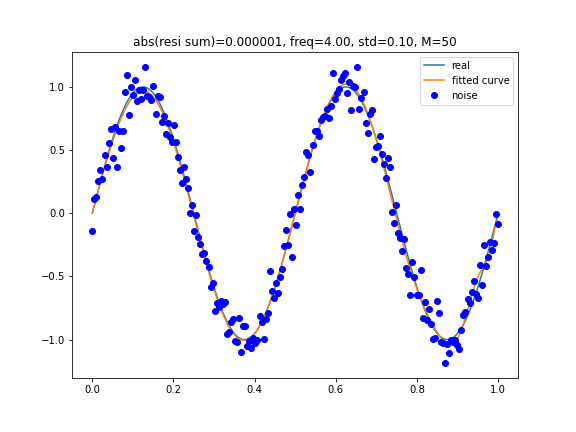 abs(resi sum)=0.000001, freq=4.00, std=0.10, M=50
real
fitted curve
noise
1.0
0.5
0.0
−0.5
−1.0
0.0 0.2 0.4 0.6 0.8 1.0